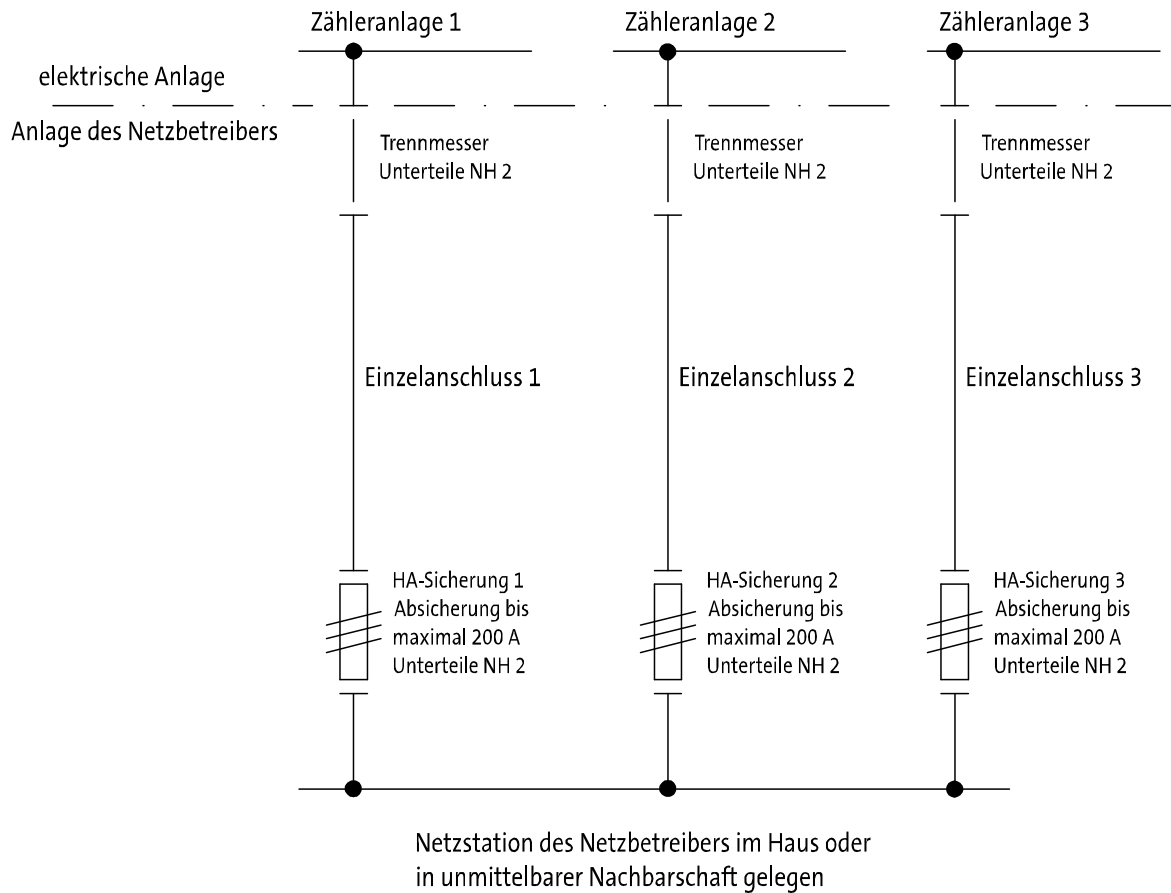 Zähleranlage 1
Zähleranlage 2
Zähleranlage 3
elektrische Anlage
Anlage des Netzbetreibers
Trennmesser
Unterteile NH 2
Trennmesser
Unterteile NH 2
Trennmesser
Unterteile NH 2
Einzelanschluss 1
Einzelanschluss 2
Einzelanschluss 3
HA-Sicherung 1
Absicherung bis
maximal 200 A
Unterteile NH 2
HA-Sicherung 2
Absicherung bis
maximal 200 A
Unterteile NH 2
HA-Sicherung 3
Absicherung bis
maximal 200 A
Unterteile NH 2
Netzstation des Netzbetreibers im Haus oder
in unmittelbarer Nachbarschaft gelegen